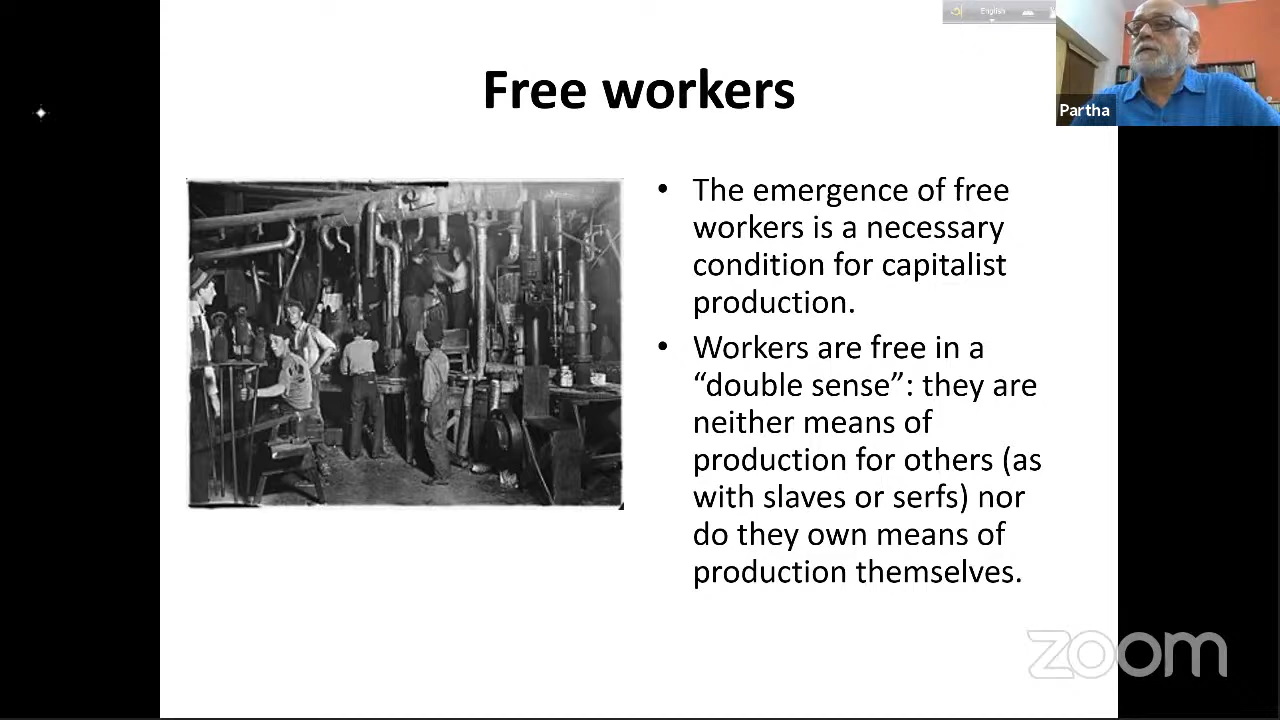 English
Partha
Free workers
• The emergence of free
workers is a necessary
condition for capitalist
production.
• Workers are free in a
“double sense”: they are
neither means of
production for others (as
with slaves or serfs) nor
do they own means of
production themselves.
zoom